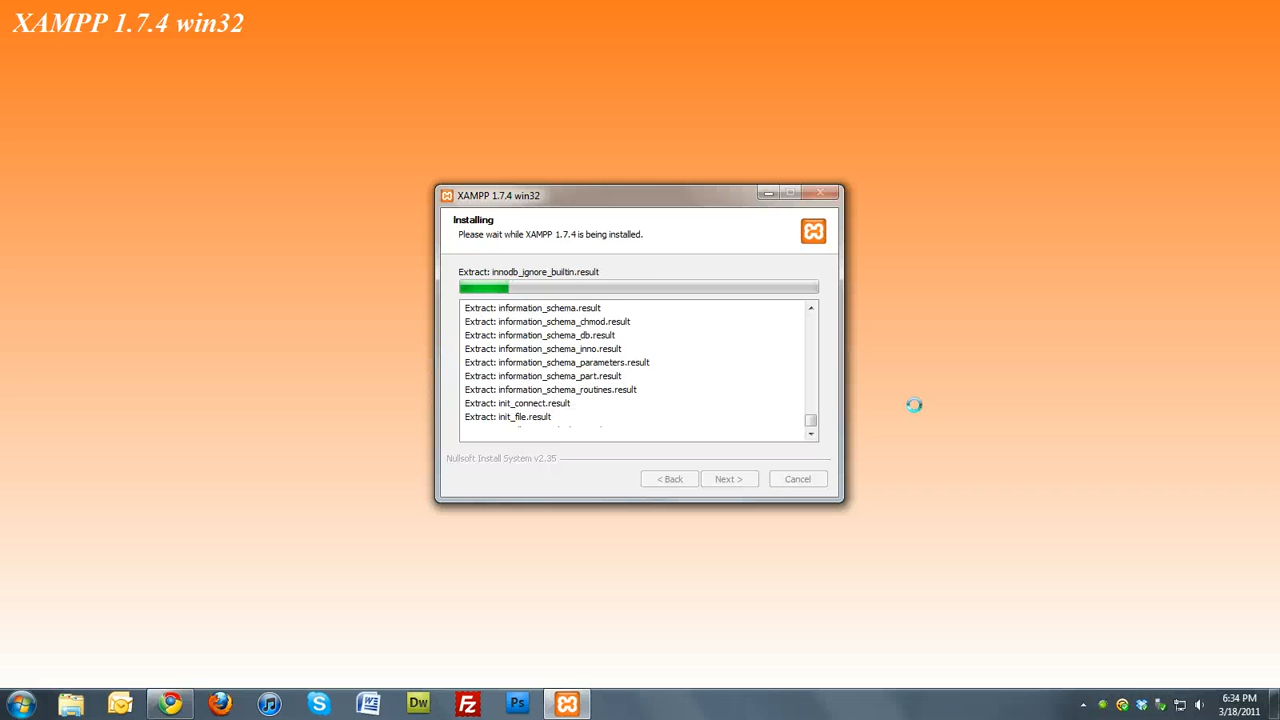 XAMPP 1.7.4 win32
XAMPP 1.7.4 win32
Installing
Please wait while XAMPP 1.7.4 is being installed.
Extract: innodb_ignore_builtin.result
Extract: information_schema.result
Extract: information_schema_chmod.result
Extract: information_schema_db.result
Extract: information_schema_inno.result
Extract: information_schema_parameters.result
Extract: information_schema_part.result
Extract: information_schema_routines.result
Extract: init_connect.result
Extract: init_file.result
Nullsoft Install System v2.35
< Back Next > Cancel
Dw Fz Ps
6:34 PM
3/18/2011